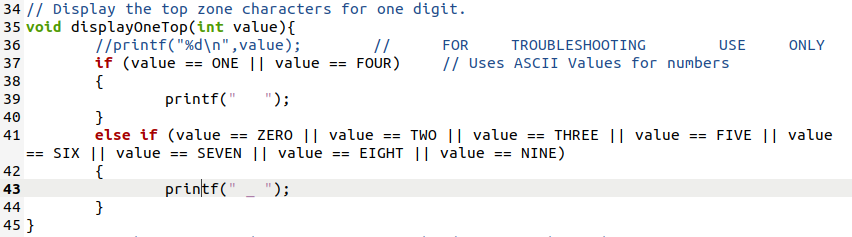 34 // Display the top zone characters for one digit.
35 void displayOneTop(int value){
36         //printf("%d\n",value);        //      FOR     TROUBLESHOOTING        USE     ONLY
37         if (value == ONE || value == FOUR)     // Uses ASCII Values for numbers
38         {
39                 printf("   ");
40         }
41         else if (value == ZERO || value == TWO || value == THREE || value == FIVE || value
== SIX || value == SEVEN || value == EIGHT || value == NINE)
42         {
43                 printf(" _ ");
44         }
45 }